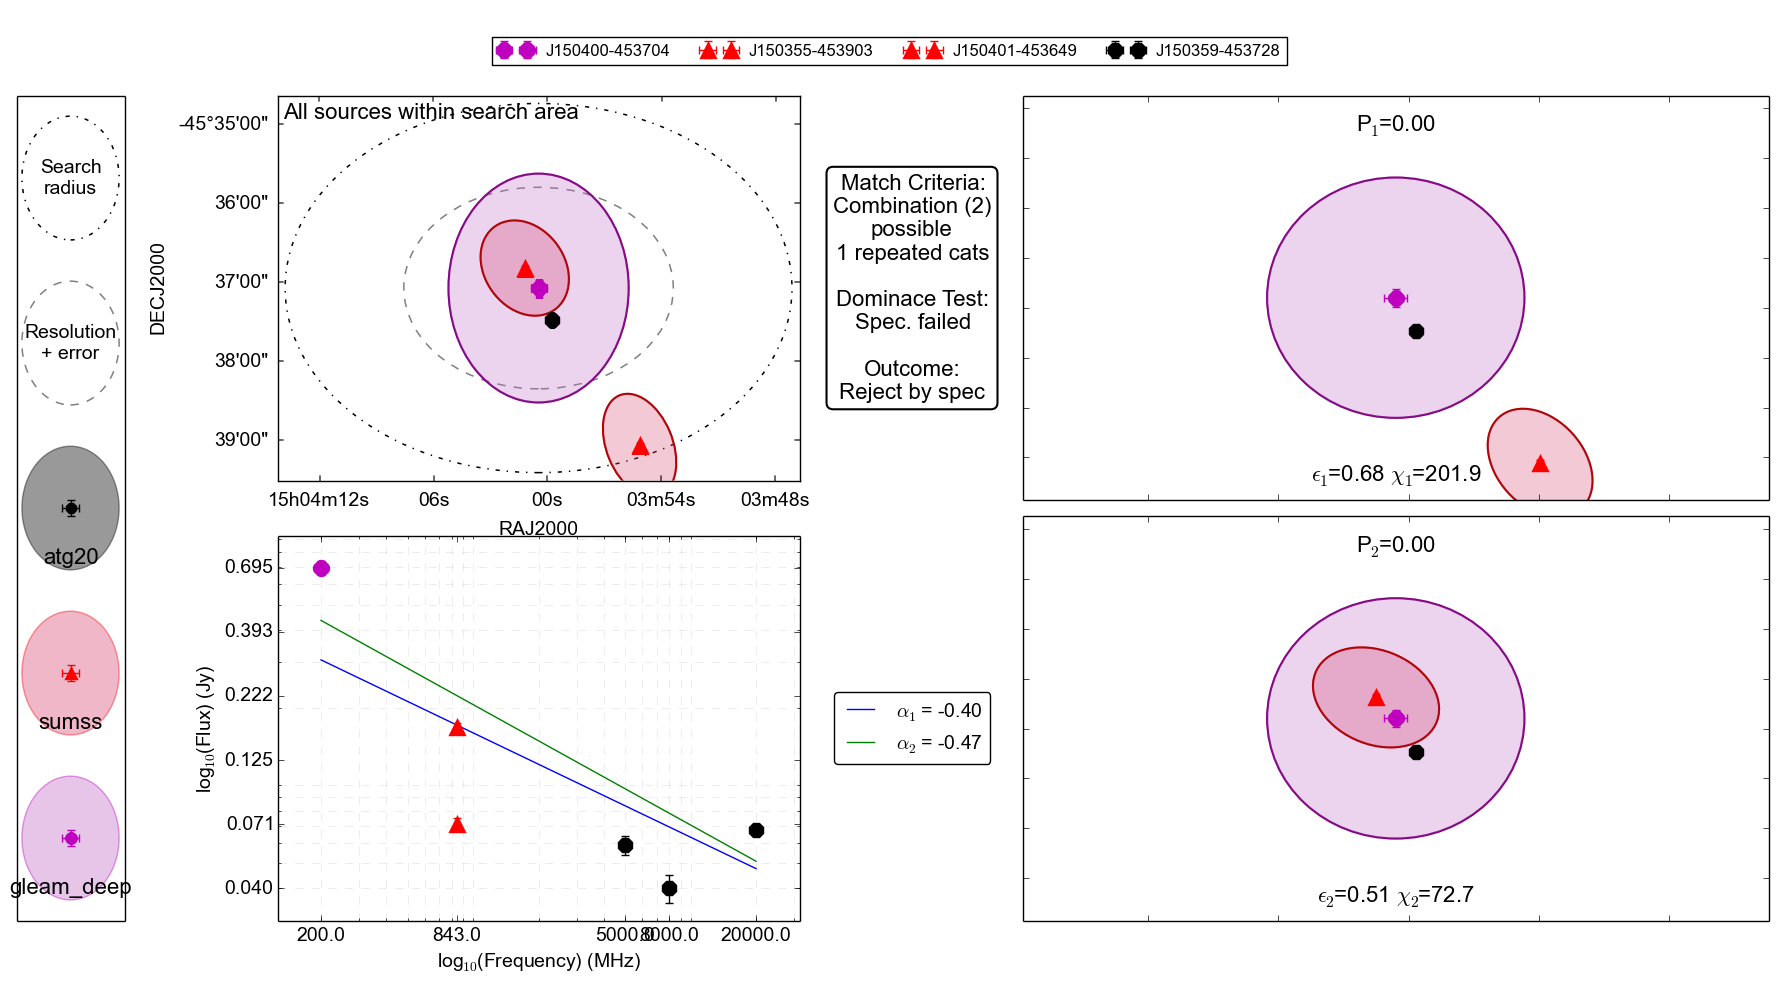 J150400-453704 J150355-453903 J150401-453649 J150359-453728
Search
radius
Resolution
+ error
atg20
sumss
gleam_deep
All sources within search area
DECJ2000
-45°35'00"
36'00"
37'00"
38'00"
39'00"
15h04m12s 06s 00s 03m54s 03m48s
RAJ2000
Match Criteria:
Combination (2)
possible
1 repeated cats
Dominace Test:
Spec. failed
Outcome:
Reject by spec
P1=0.00
ϵ1=0.68 χ1=201.9
log10(Flux) (Jy)
0.695
0.393
0.222
0.125
0.071
0.040
200.0 843.0 5000.0 8000.0 20000.0
log10(Frequency) (MHz)
α1 = -0.40
α2 = -0.47
P2=0.00
ϵ2=0.51 χ2=72.7